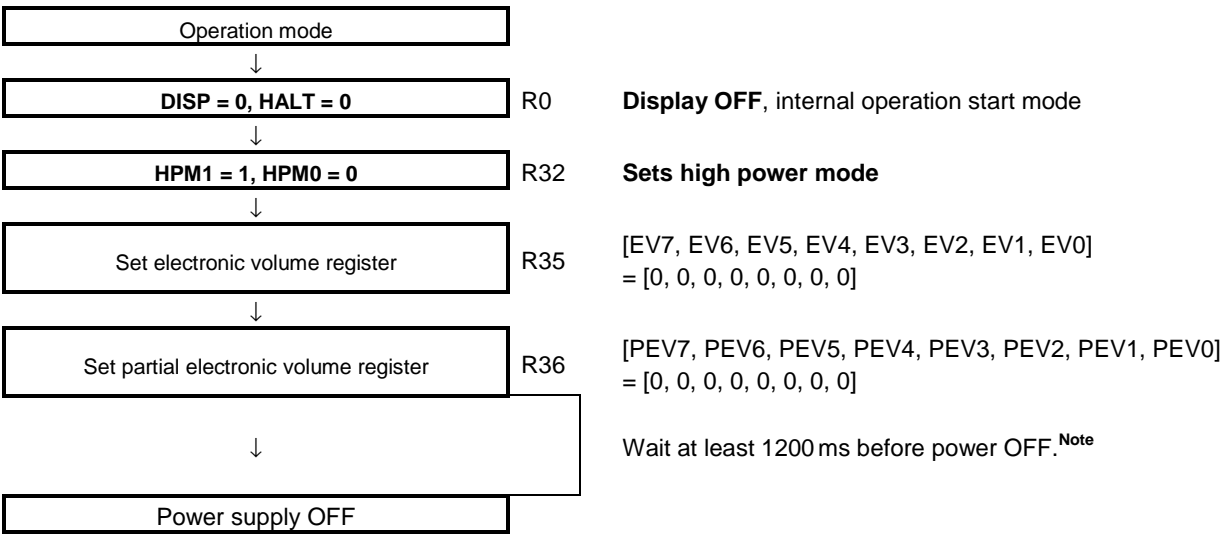 Operation mode
↓
DISP = 0, HALT = 0 R0 Display OFF, internal operation start mode
↓
HPM1 = 1, HPM0 = 0 R32 Sets high power mode
↓
Set electronic volume register R35 [EV7, EV6, EV5, EV4, EV3, EV2, EV1, EV0]
= [0, 0, 0, 0, 0, 0, 0, 0]
↓
Set partial electronic volume register R36 [PEV7, PEV6, PEV5, PEV4, PEV3, PEV2, PEV1, PEV0]
= [0, 0, 0, 0, 0, 0, 0, 0]
↓ Wait at least 1200 ms before power OFF.Note
Power supply OFF